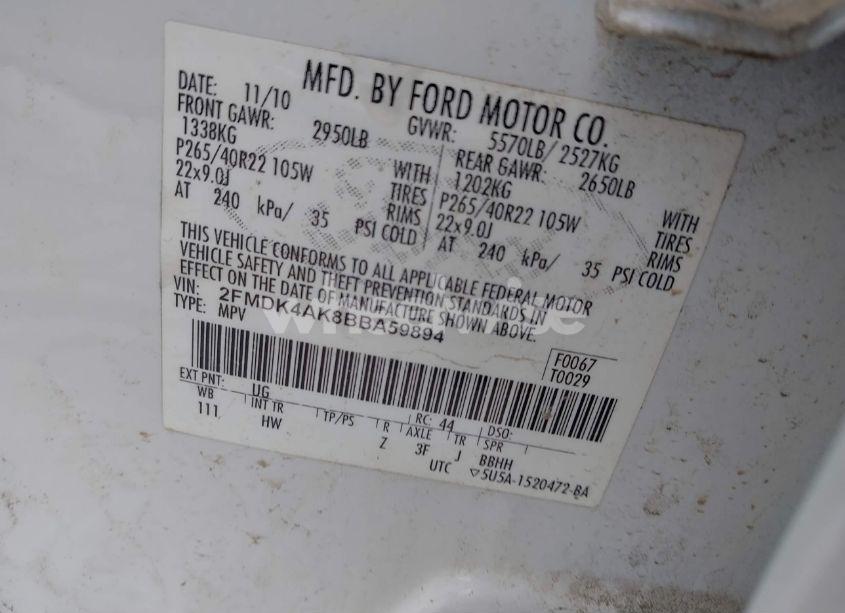 MFD. BY FORD MOTOR CO.
DATE: 11/10 GVWR: 5570LB/ 2527KG
FRONT GAWR: 2950LB REAR GAWR: 2650LB
1338KG WITH 1202KG WITH
P265/40R22 105W TIRES P265/40R22 105W TIRES
22x9.0J RIMS 22x9.0J RIMS
AT 240 kPa/ 35 PSI COLD AT 240 kPa/ 35 PSI COLD
THIS VEHICLE CONFORMS TO ALL APPLICABLE FEDERAL MOTOR
VEHICLE SAFETY AND THEFT PREVENTION STANDARDS IN
EFFECT ON THE DATE OF MANUFACTURE SHOWN ABOVE.
VIN: 2FMDK4AK8BBA59894
TYPE: MPV
F0067
T0029
EXT PNT: UG RC: 44 DSO:
WB INT TR TP/PS R AXLE TR SPR
111 HW Z 3F J BBHH
UTC ▽5U5A-1520472-BA